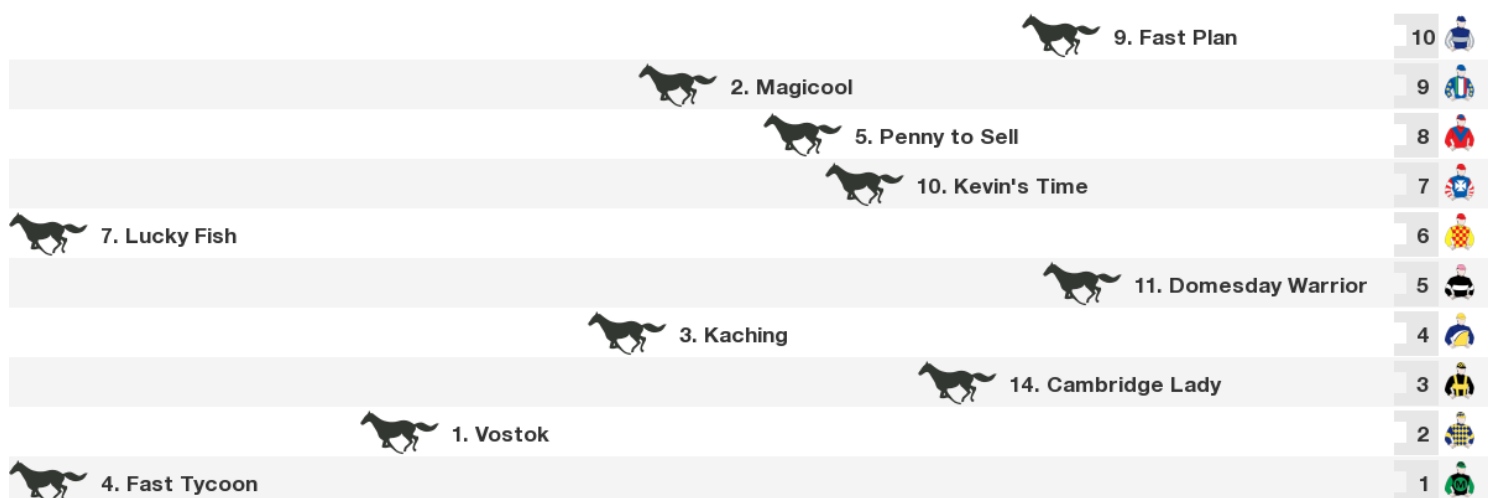 9. Fast Plan 10
2. Magicool 9
5. Penny to Sell 8
10. Kevin's Time 7
7. Lucky Fish 6
11. Domesday Warrior 5
3. Kaching 4
14. Cambridge Lady 3
1. Vostok 2
4. Fast Tycoon 1
M